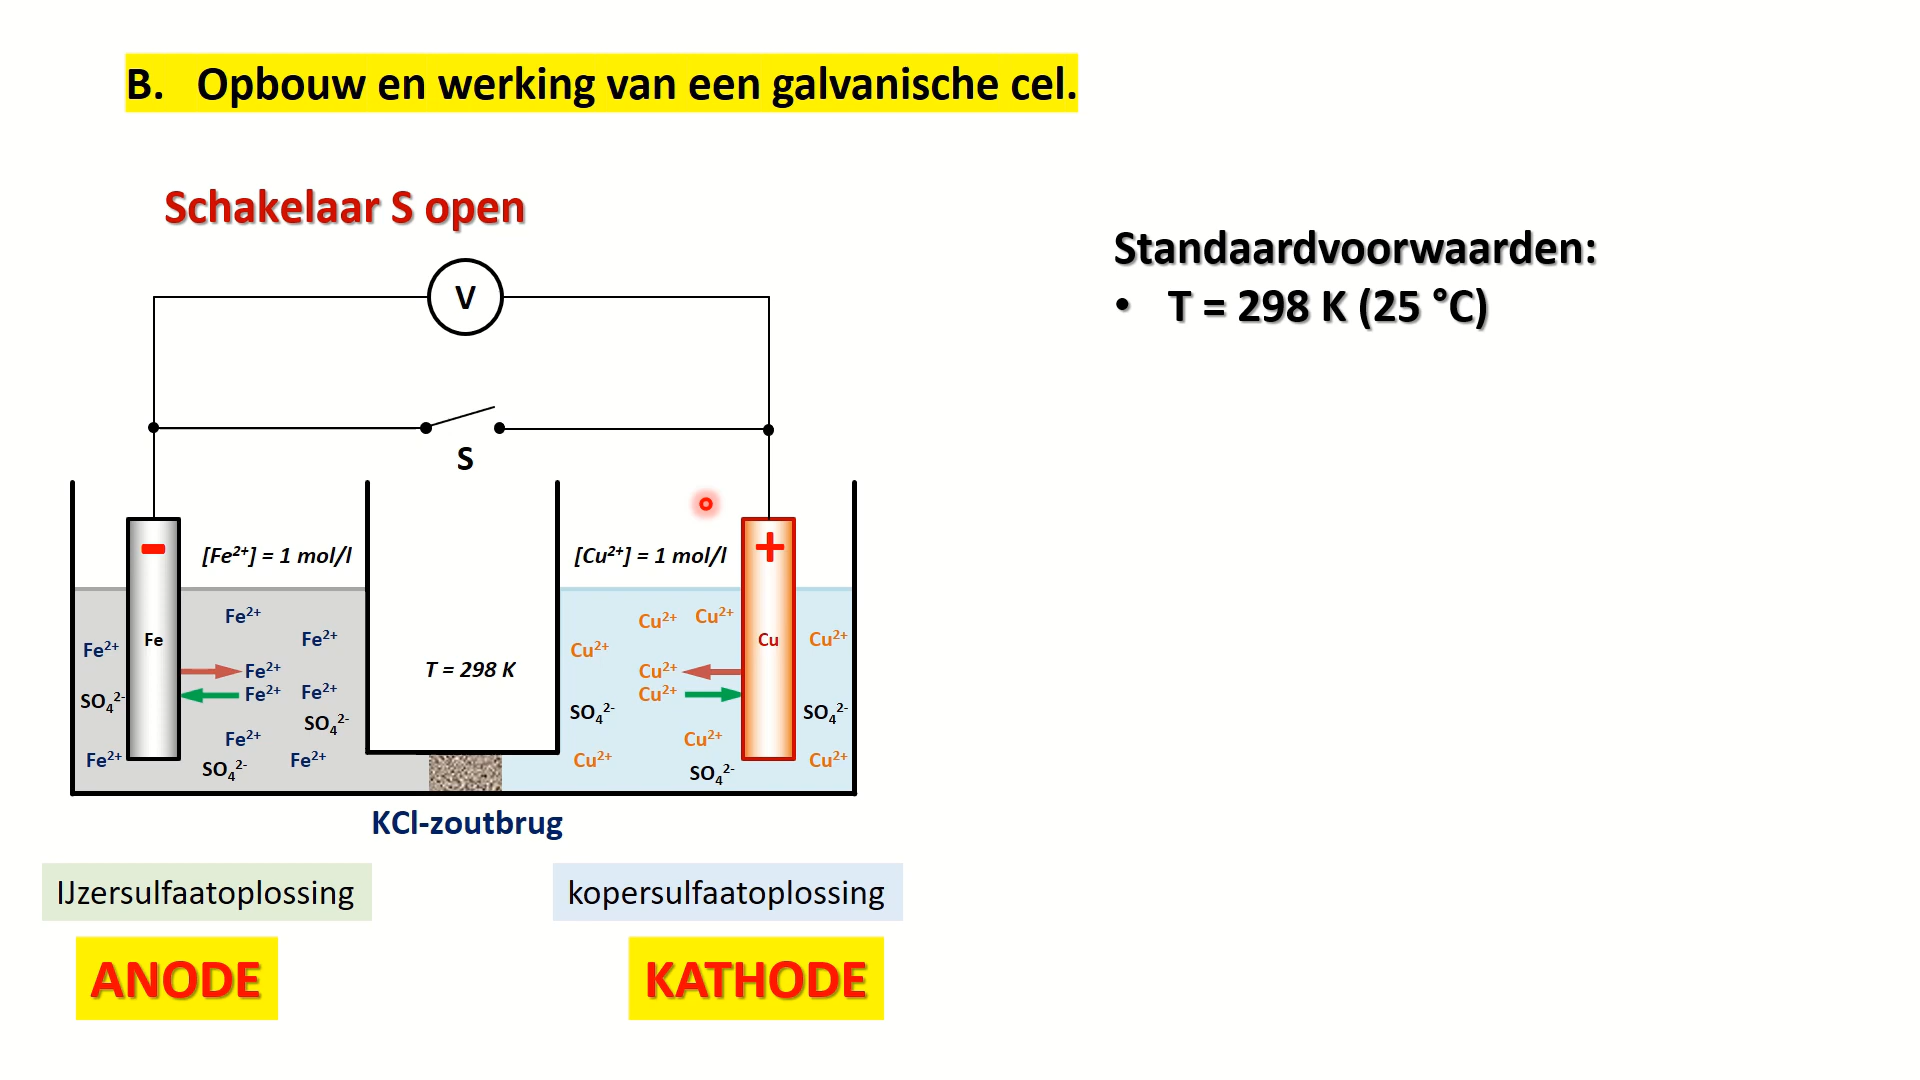 B. Opbouw en werking van een galvanische cel.
Schakelaar S open
Standaardvoorwaarden:
• T = 298 K (25 °C)
V
S
[Fe²⁺] = 1 mol/l
[Cu²⁺] = 1 mol/l
− +
Fe²⁺ Cu²⁺ Cu²⁺
Fe²⁺ Fe Fe²⁺ Cu²⁺ Cu Cu²⁺
Fe²⁺ T = 298 K Cu²⁺
Fe²⁺ Fe²⁺ Cu²⁺
SO₄²⁻ SO₄²⁻ SO₄²⁻ SO₄²⁻
Fe²⁺ Cu²⁺
Fe²⁺ Fe²⁺ Cu²⁺ Cu²⁺
SO₄²⁻ SO₄²⁻
KCl-zoutbrug
IJzersulfaatoplossing
kopersulfaatoplossing
ANODE
KATHODE